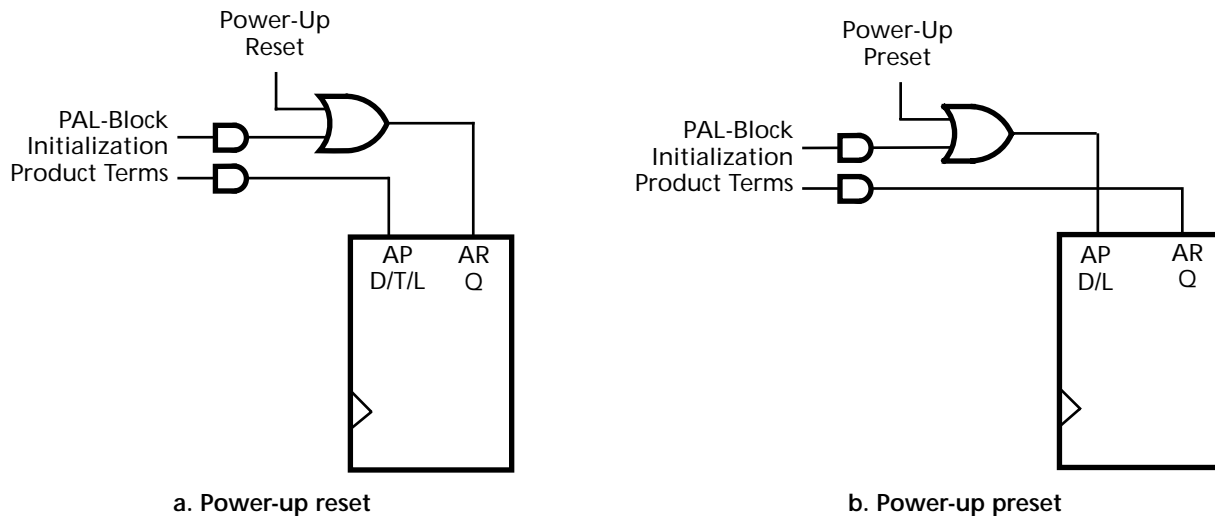 Power-Up
Reset
PAL-Block
Initialization
Product Terms
AP
AR
D/T/L
Q
a. Power-up reset
Power-Up
Preset
PAL-Block
Initialization
Product Terms
AP
AR
D/L
Q
b. Power-up preset